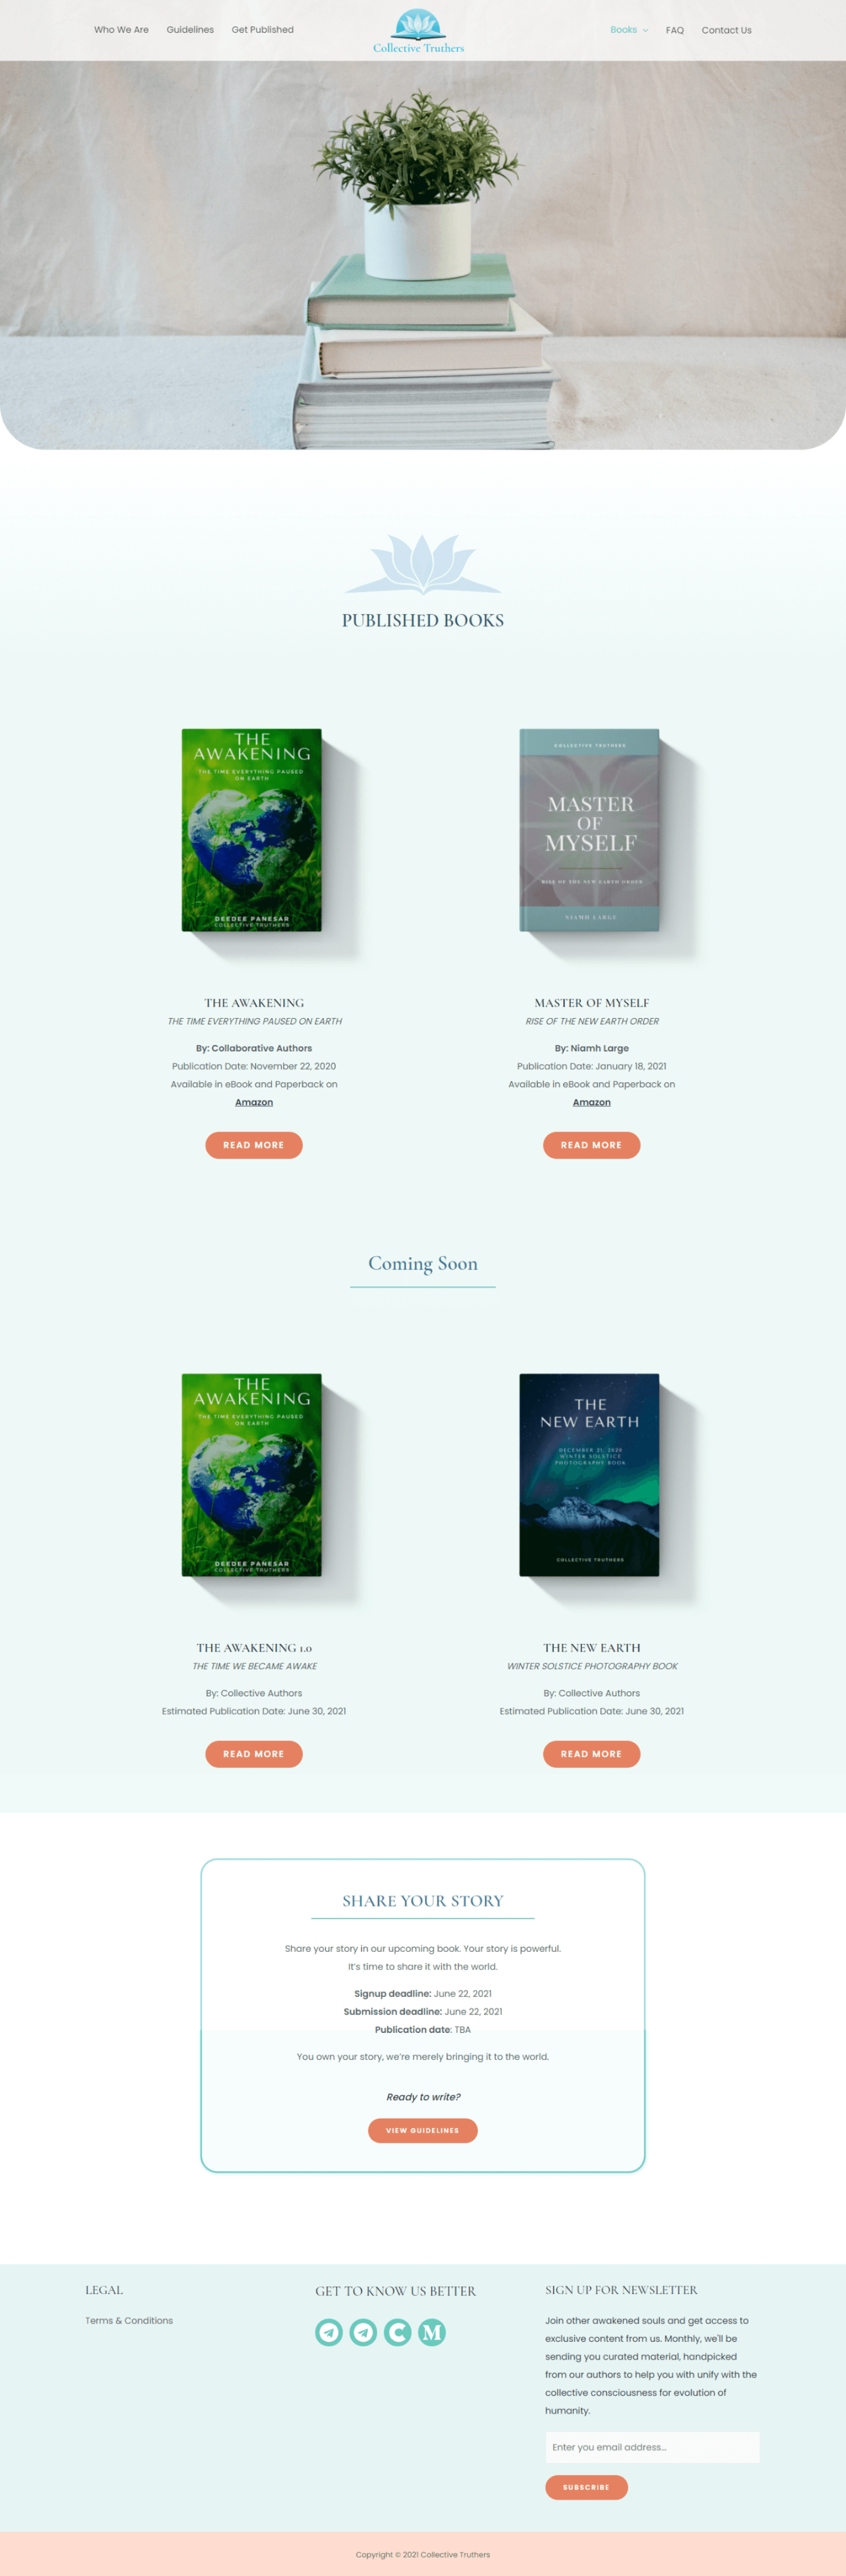 Who We Are Guidelines Get Published
Collective Truthers
Books FAQ Contact Us
PUBLISHED BOOKS
THE
AWAKENING
THE TIME EVERYTHING PAUSED
ON EARTH
DEEDEE PANESAR
COLLECTIVE TRUTHERS
COLLECTIVE TRUTHERS
MASTER
OF
MYSELF
RISE OF THE NEW EARTH ORDER
NIAMH LARGE
THE AWAKENING
THE TIME EVERYTHING PAUSED ON EARTH
By: Collaborative Authors
Publication Date: November 22, 2020
Available in eBook and Paperback on
Amazon
READ MORE
MASTER OF MYSELF
RISE OF THE NEW EARTH ORDER
By: Niamh Large
Publication Date: January 18, 2021
Available in eBook and Paperback on
Amazon
READ MORE
Coming Soon
THE
AWAKENING
THE TIME EVERYTHING PAUSED
ON EARTH
DEEDEE PANESAR
COLLECTIVE TRUTHERS
THE
NEW EARTH
DECEMBER 21, 2020
WINTER SOLSTICE
PHOTOGRAPHY BOOK
COLLECTIVE TRUTHERS
THE AWAKENING 1.0
THE TIME WE BECAME AWAKE
By: Collective Authors
Estimated Publication Date: June 30, 2021
READ MORE
THE NEW EARTH
WINTER SOLSTICE PHOTOGRAPHY BOOK
By: Collective Authors
Estimated Publication Date: June 30, 2021
READ MORE
SHARE YOUR STORY
Share your story in our upcoming book. Your story is powerful.
It's time to share it with the world.
Signup deadline: June 22, 2021
Submission deadline: June 22, 2021
Publication date: TBA
You own your story, we're merely bringing it to the world.
Ready to write?
VIEW GUIDELINES
LEGAL
Terms & Conditions
GET TO KNOW US BETTER
SIGN UP FOR NEWSLETTER
Join other awakened souls and get access to
exclusive content from us. Monthly, we'll be
sending you curated material, handpicked
from our authors to help you with unify with the
collective consciousness for evolution of
humanity.
Enter you email address...
SUBSCRIBE
Copyright © 2021 Collective Truthers